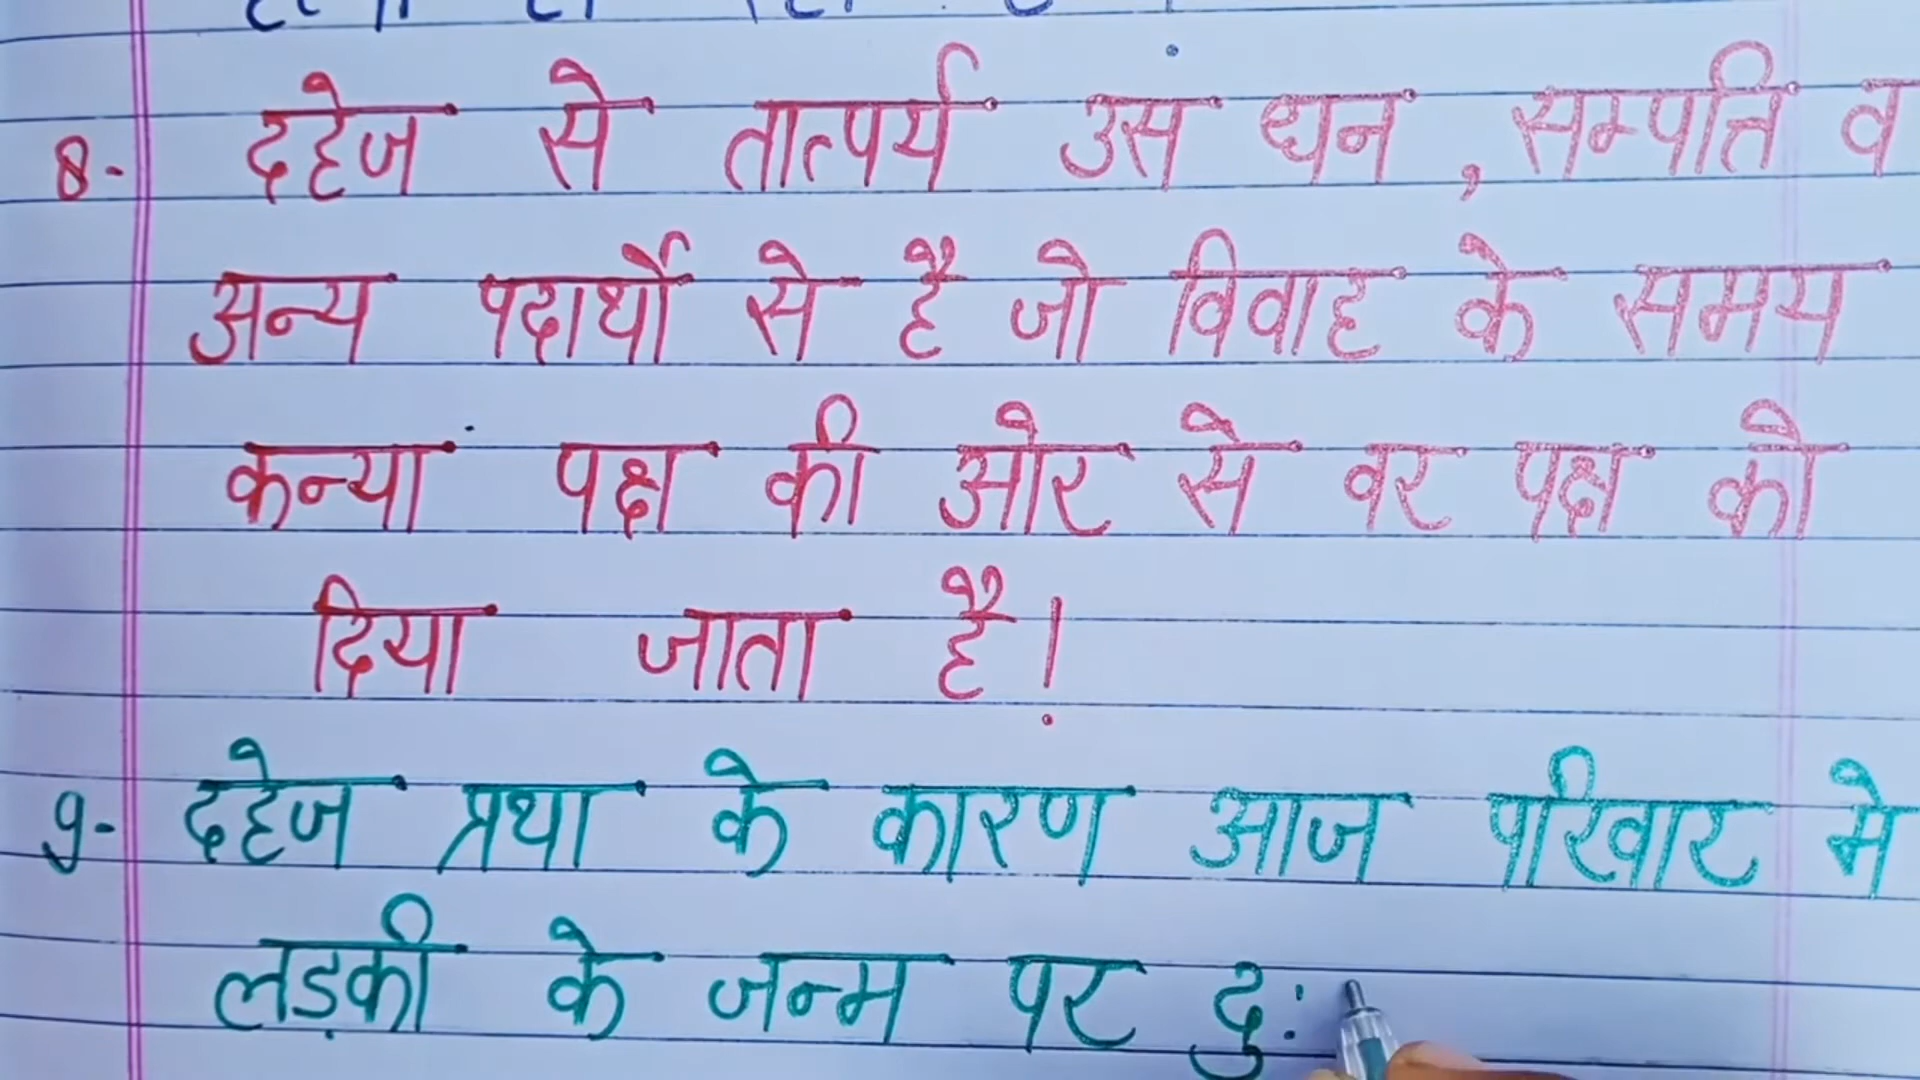 8- दहेज से तात्पर्य उस धन , सम्पत्ति व
अन्य पदार्थो से है जो विवाह के समय
कन्या पक्ष की ओर से वर पक्ष को
दिया जाता है।
9- दहेज प्रथा के कारण आज परिवार मे
लड़की के जन्म पर दुः